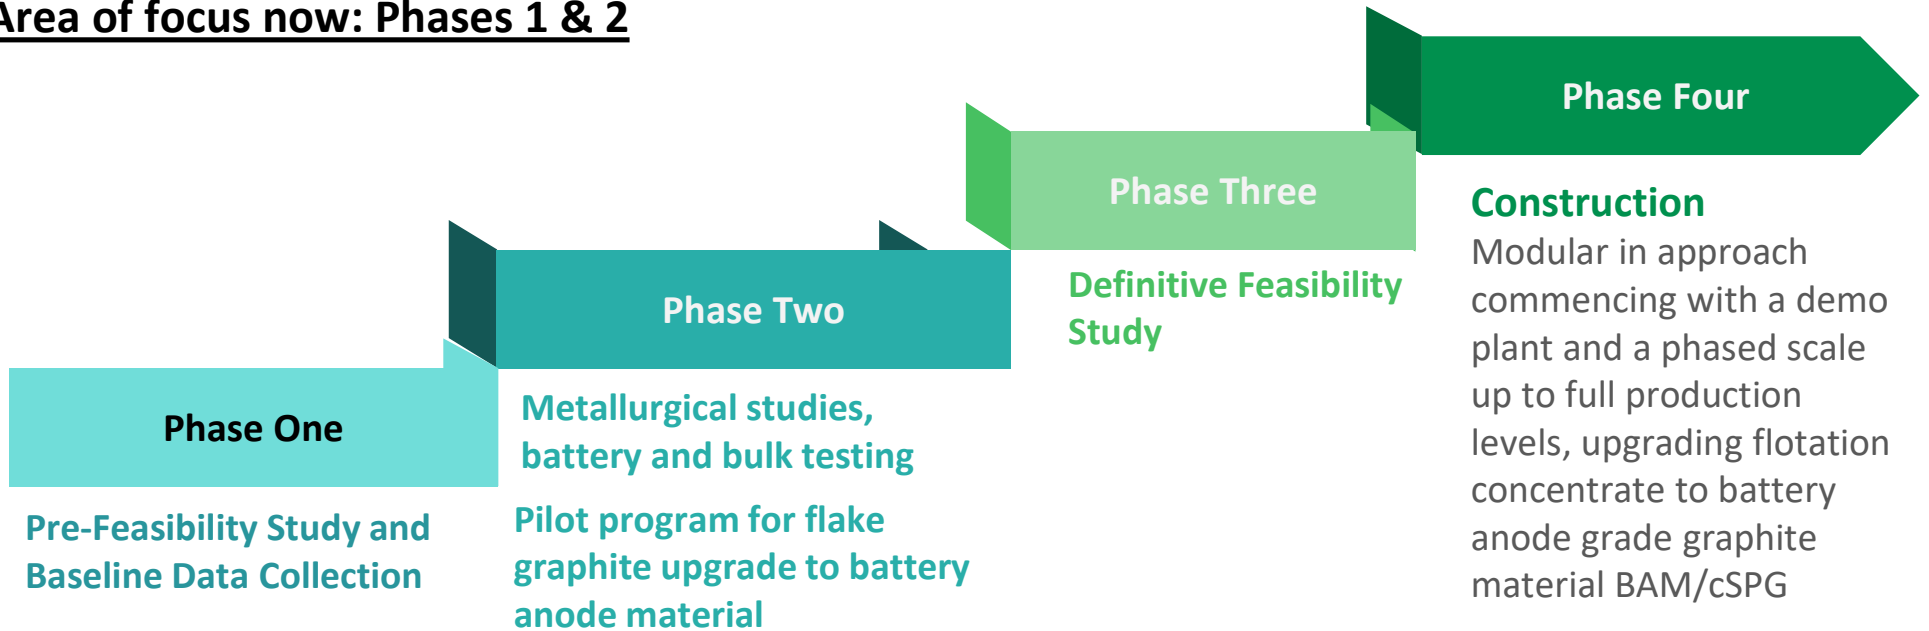 Area of focus now: Phases 1 & 2
Phase One
Pre-Feasibility Study and
Baseline Data Collection
Phase Two
Metallurgical studies,
battery and bulk testing
Pilot program for flake
graphite upgrade to battery
anode material
Phase Three
Definitive Feasibility
Study
Phase Four
Construction
Modular in approach
commencing with a demo
plant and a phased scale
up to full production
levels, upgrading flotation
concentrate to battery
anode grade graphite
material BAM/cSPG